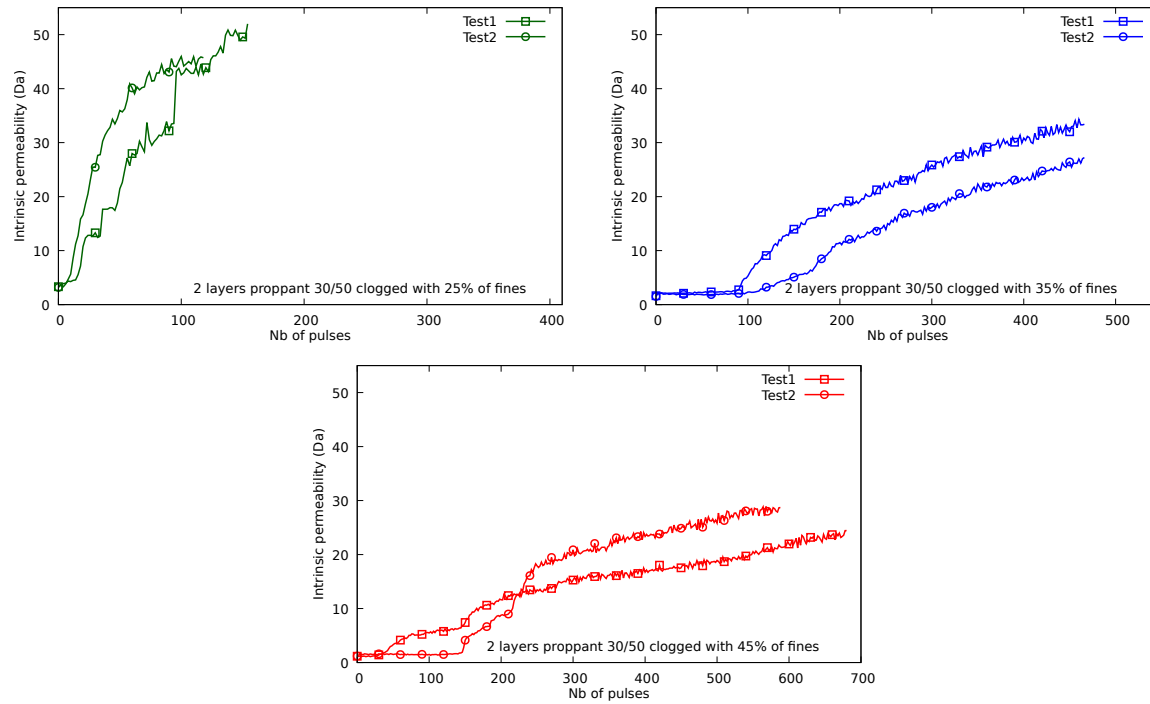 Intrinsic permeability (Da)
50
40
30
20
10
0
Test1
Test2
2 layers proppant 30/50 clogged with 25% of fines
0 100 200 300 400
Nb of pulses
Intrinsic permeability (Da)
50
40
30
20
10
0
Test1
Test2
2 layers proppant 30/50 clogged with 35% of fines
0 100 200 300 400 500
Nb of pulses
Intrinsic permeability (Da)
50
40
30
20
10
0
Test1
Test2
2 layers proppant 30/50 clogged with 45% of fines
0 100 200 300 400 500 600 700
Nb of pulses